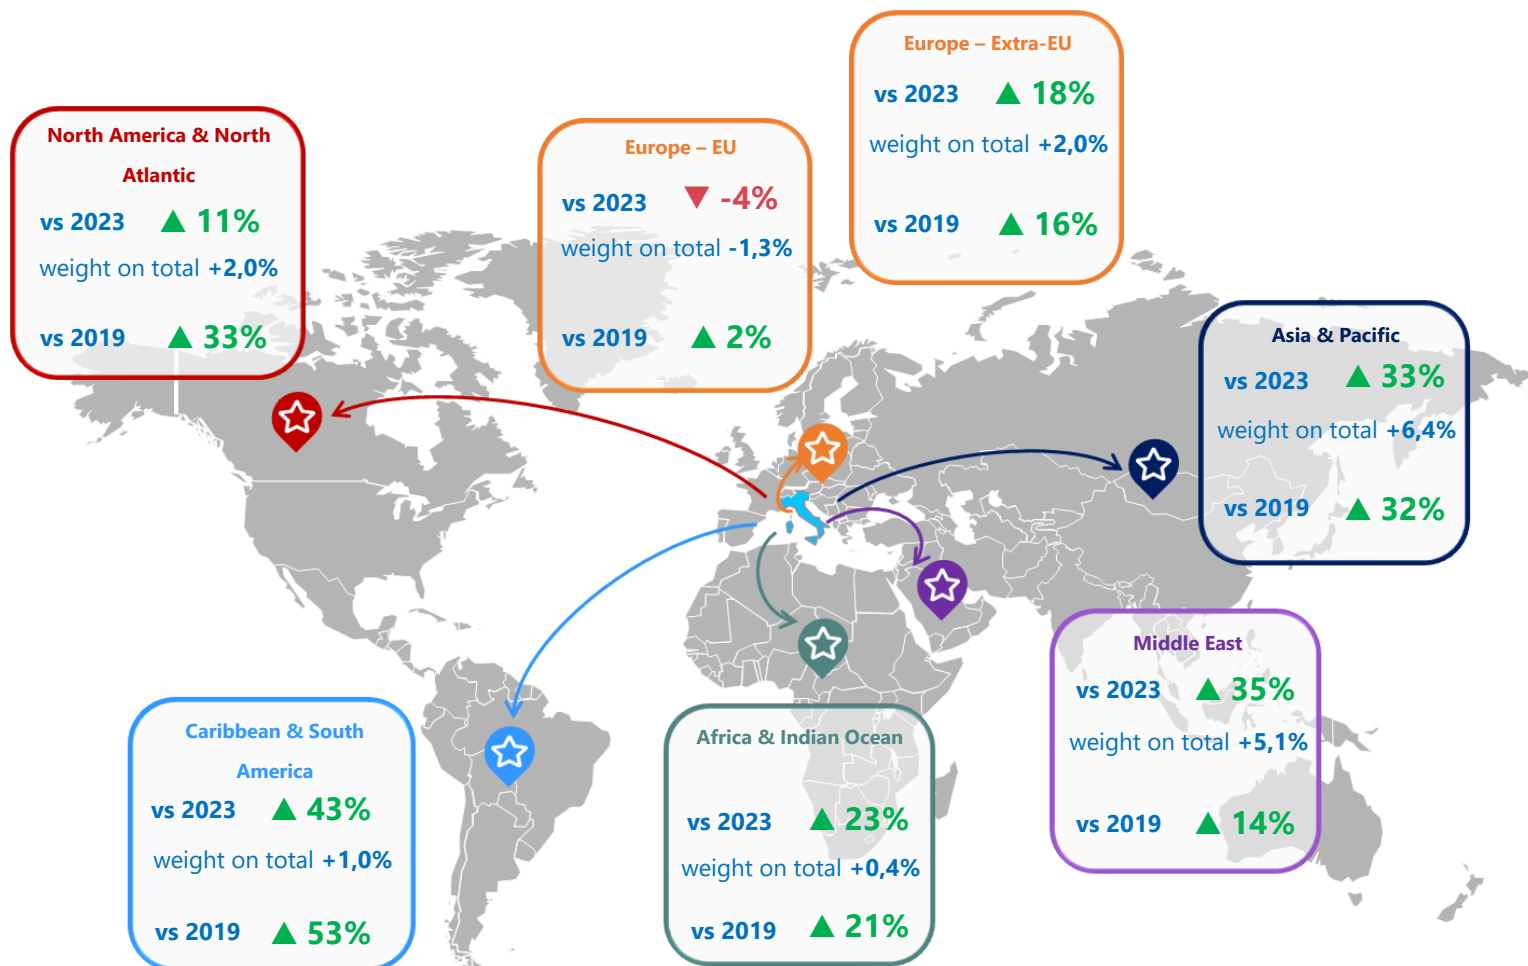 Europe – Extra-EU
vs 2023 ▲ 18%
weight on total +2,0%
vs 2019 ▲ 16%
North America & North
Atlantic
vs 2023 ▲ 11%
weight on total +2,0%
vs 2019 ▲ 33%
Europe – EU
vs 2023 ▼ -4%
weight on total -1,3%
vs 2019 ▲ 2%
Asia & Pacific
vs 2023 ▲ 33%
weight on total +6,4%
vs 2019 ▲ 32%
Middle East
vs 2023 ▲ 35%
weight on total +5,1%
vs 2019 ▲ 14%
Caribbean & South
America
vs 2023 ▲ 43%
weight on total +1,0%
vs 2019 ▲ 53%
Africa & Indian Ocean
vs 2023 ▲ 23%
weight on total +0,4%
vs 2019 ▲ 21%